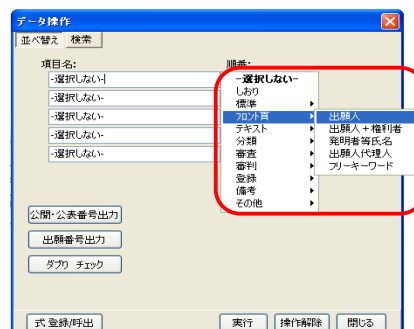 データ操作
並べ替え 検索
項目名: 順番:
-選択しない-
-選択しない-
-選択しない-
-選択しない-
-選択しない-
-選択しない-
しおり
標準
フロント頁
テキスト
分類
審査
審判
登録
備考
その他
出願人
出願人+権利者
発明者等氏名
出願人代理人
フリーキーワード
公開・公表番号出力
出願番号出力
ダブリ チェック
式 登録/呼出 実行 操作解除 閉じる